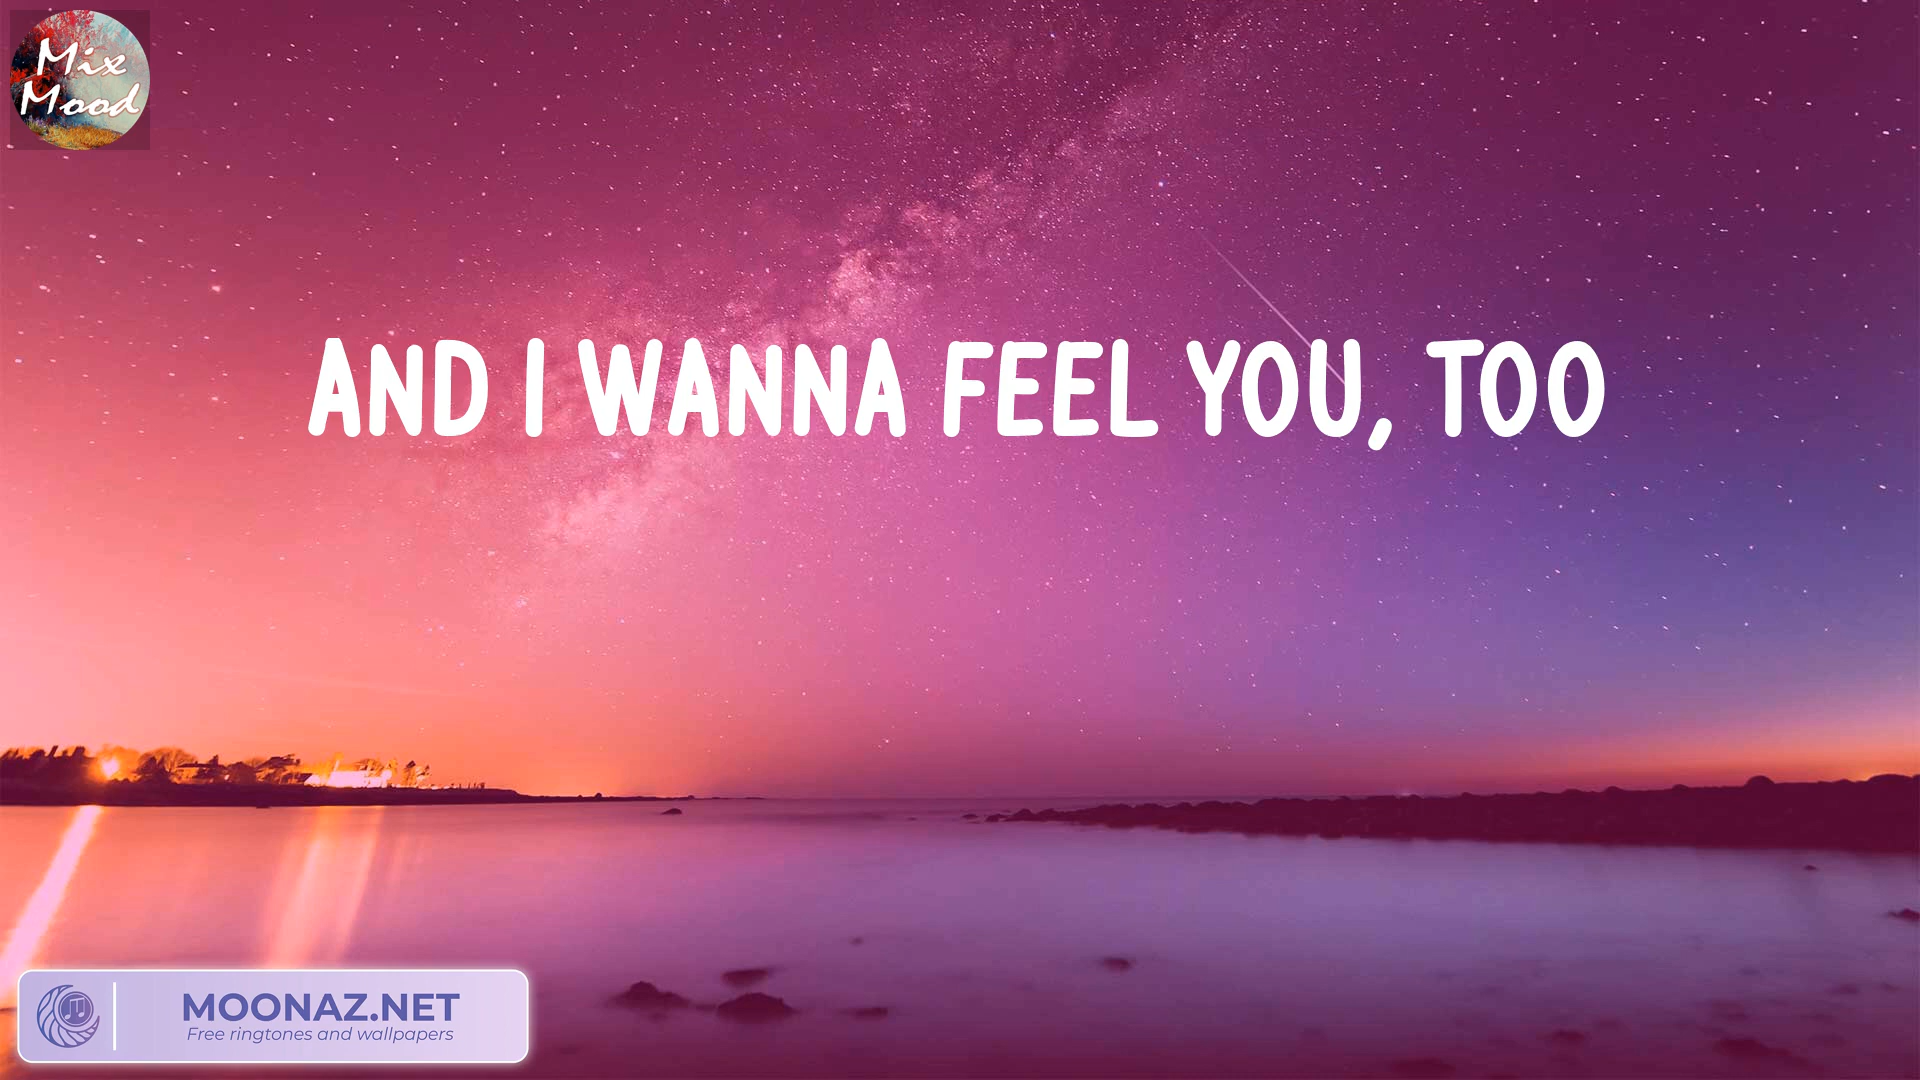 Mix
Mood
AND I WANNA FEEL YOU, TOO
MOONAZ.NET
Free ringtones and wallpapers